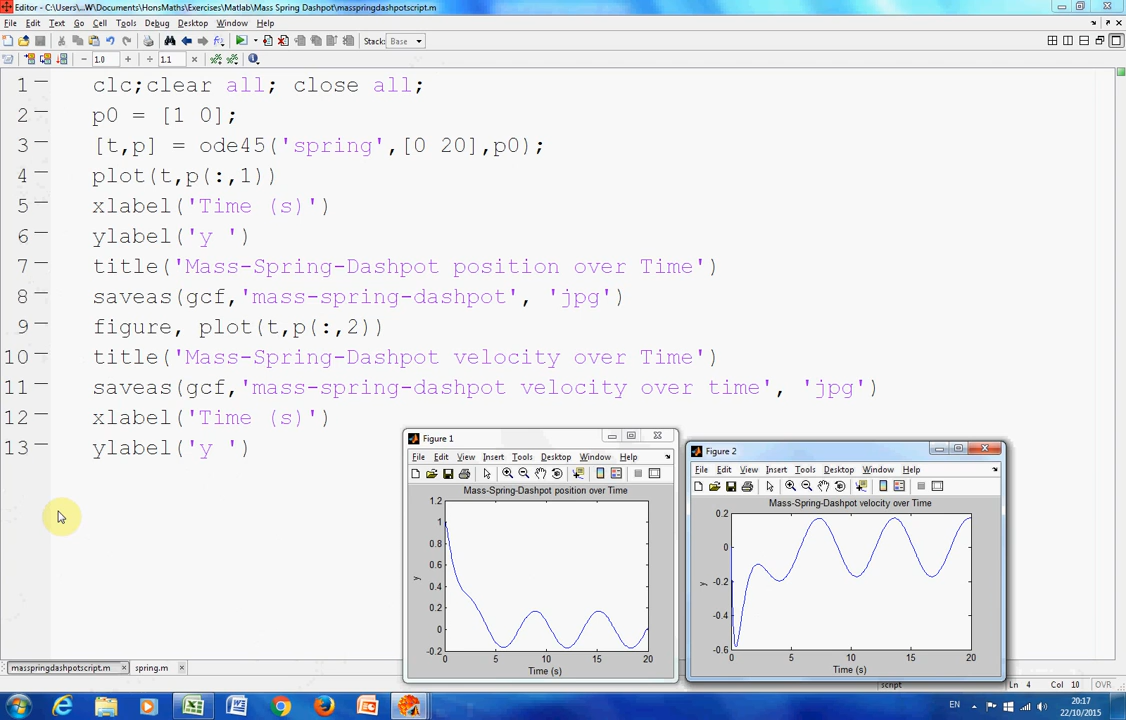 Editor - C:\Users\...W\Documents\HonsMaths\Exercises\Matlab\Mass Spring Dashpot\masspringdashpotscript.m
File Edit Text Go Cell Tools Debug Desktop Window Help
Stack: Base
1.0 1.1
1 clc;clear all; close all;
2 p0 = [1 0];
3 [t,p] = ode45('spring',[0 20],p0);
4 plot(t,p(:,1))
5 xlabel('Time (s)')
6 ylabel('y ')
7 title('Mass-Spring-Dashpot position over Time')
8 saveas(gcf,'mass-spring-dashpot', 'jpg')
9 figure, plot(t,p(:,2))
10 title('Mass-Spring-Dashpot velocity over Time')
11 saveas(gcf,'mass-spring-dashpot velocity over time', 'jpg')
12 xlabel('Time (s)')
13 ylabel('y ')
Figure 1
File Edit View Insert Tools Desktop Window Help
Mass-Spring-Dashpot position over Time
1.2
1
0.8
0.6
0.4
0.2
0
-0.2
y
0 5 10 15 20
Time (s)
Figure 2
File Edit View Insert Tools Desktop Window Help
Mass-Spring-Dashpot velocity over Time
0.2
0
-0.2
-0.4
-0.6
y
0 5 10 15 20
Time (s)
masspringdashpotscript.m spring.m
script Ln 4 Col 10 OVR
EN 20:17
22/10/2015